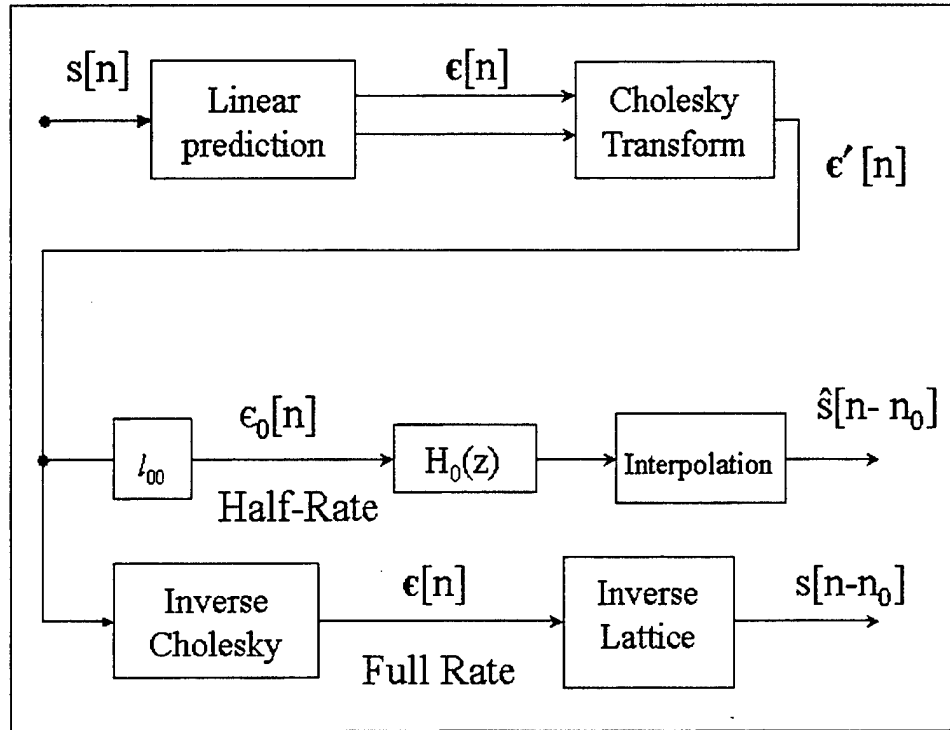 s[n]
Linear
prediction
ϵ[n]
Cholesky
Transform
ϵ′ [n]
l₀₀
ϵ₀[n]
Half-Rate
H₀(z)
Interpolation
ŝ[n- n₀]
Inverse
Cholesky
ϵ[n]
Full Rate
Inverse
Lattice
s[n-n₀]